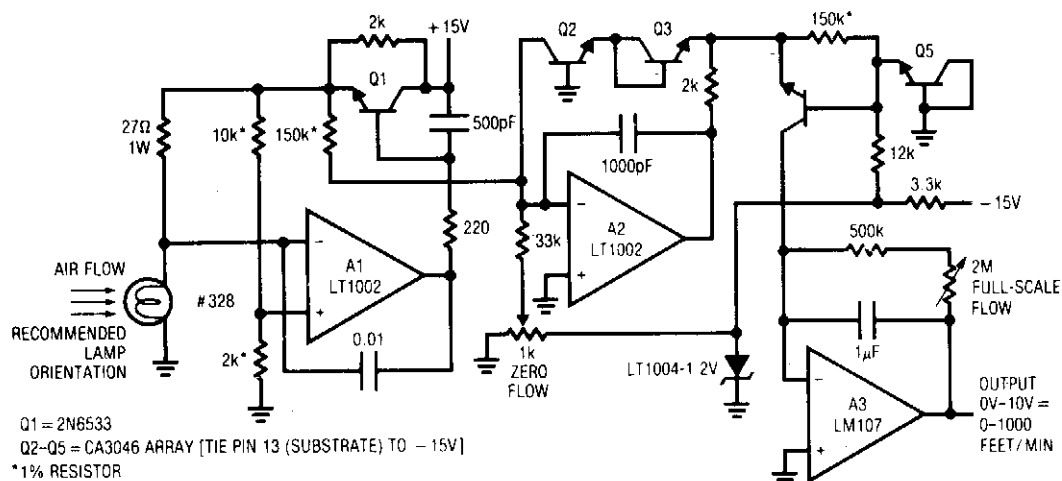 2k
+15V
Q1
Q2
Q3
150k*
Q5
27Ω
1W
10k*
150k*
500pF
2k
1000pF
12k
3.3k
-15V
220
33k
A1
LT1002
A2
LT1002
500k
2M
FULL-SCALE
FLOW
AIR FLOW
#328
RECOMMENDED
LAMP
ORIENTATION
2k*
0.01
1k
ZERO
FLOW
LT1004-1.2V
1µF
A3
LM107
OUTPUT
0V-10V =
0-1000
FEET/MIN
Q1 = 2N6533
Q2-Q5 = CA3046 ARRAY [TIE PIN 13 (SUBSTRATE) TO -15V]
*1% RESISTOR